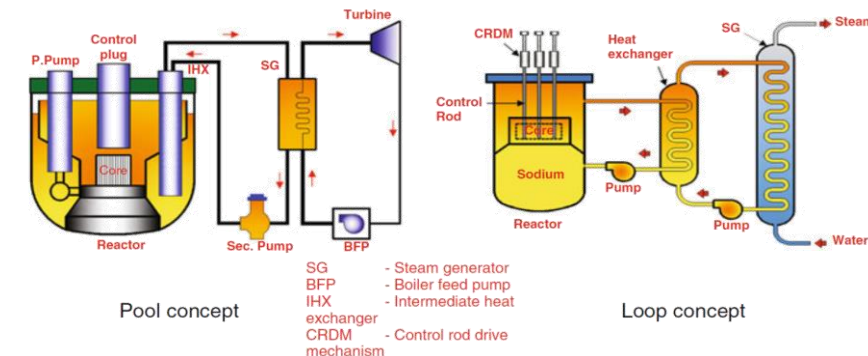 P.Pump
Control
plug
IHX
SG
Turbine
Core
Reactor
Sec. Pump
BFP
Pool concept
CRDM
Heat
exchanger
SG
Steam
Control
Rod
Core
Sodium
Pump
Reactor
Pump
Water
Loop concept
SG - Steam generator
BFP - Boiler feed pump
IHX - Intermediate heat
exchanger
CRDM - Control rod drive
mechanism